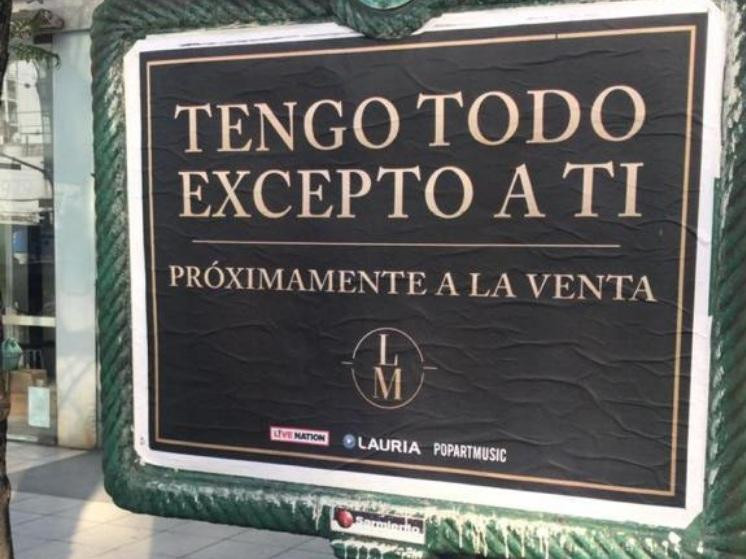 TENGO TODO
EXCEPTO A TI
PRÓXIMAMENTE A LA VENTA
L
M
LIVE NATION LAURIA POPARTMUSIC
Sarmiento